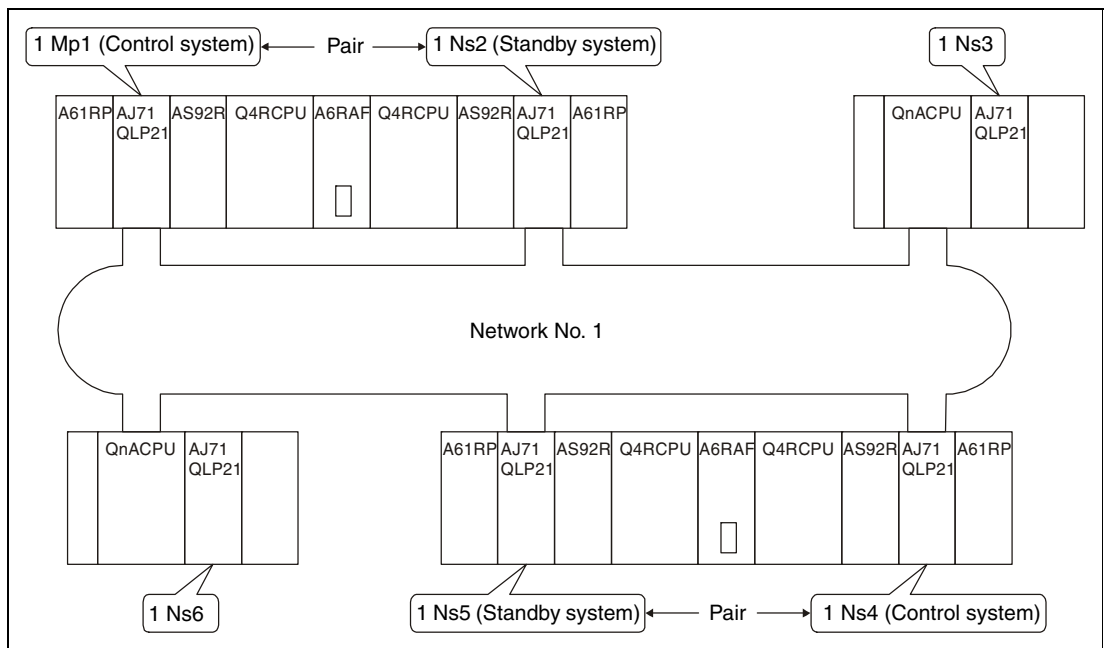 1 Mp1 (Control system)
Pair
1 Ns2 (Standby system)
1 Ns3
A61RP
AJ71
QLP21
AS92R
Q4RCPU
A6RAF
Q4RCPU
AS92R
AJ71
QLP21
A61RP
QnACPU
AJ71
QLP21
Network No. 1
QnACPU
AJ71
QLP21
A61RP
AJ71
QLP21
AS92R
Q4RCPU
A6RAF
Q4RCPU
AS92R
AJ71
QLP21
A61RP
1 Ns6
1 Ns5 (Standby system)
Pair
1 Ns4 (Control system)